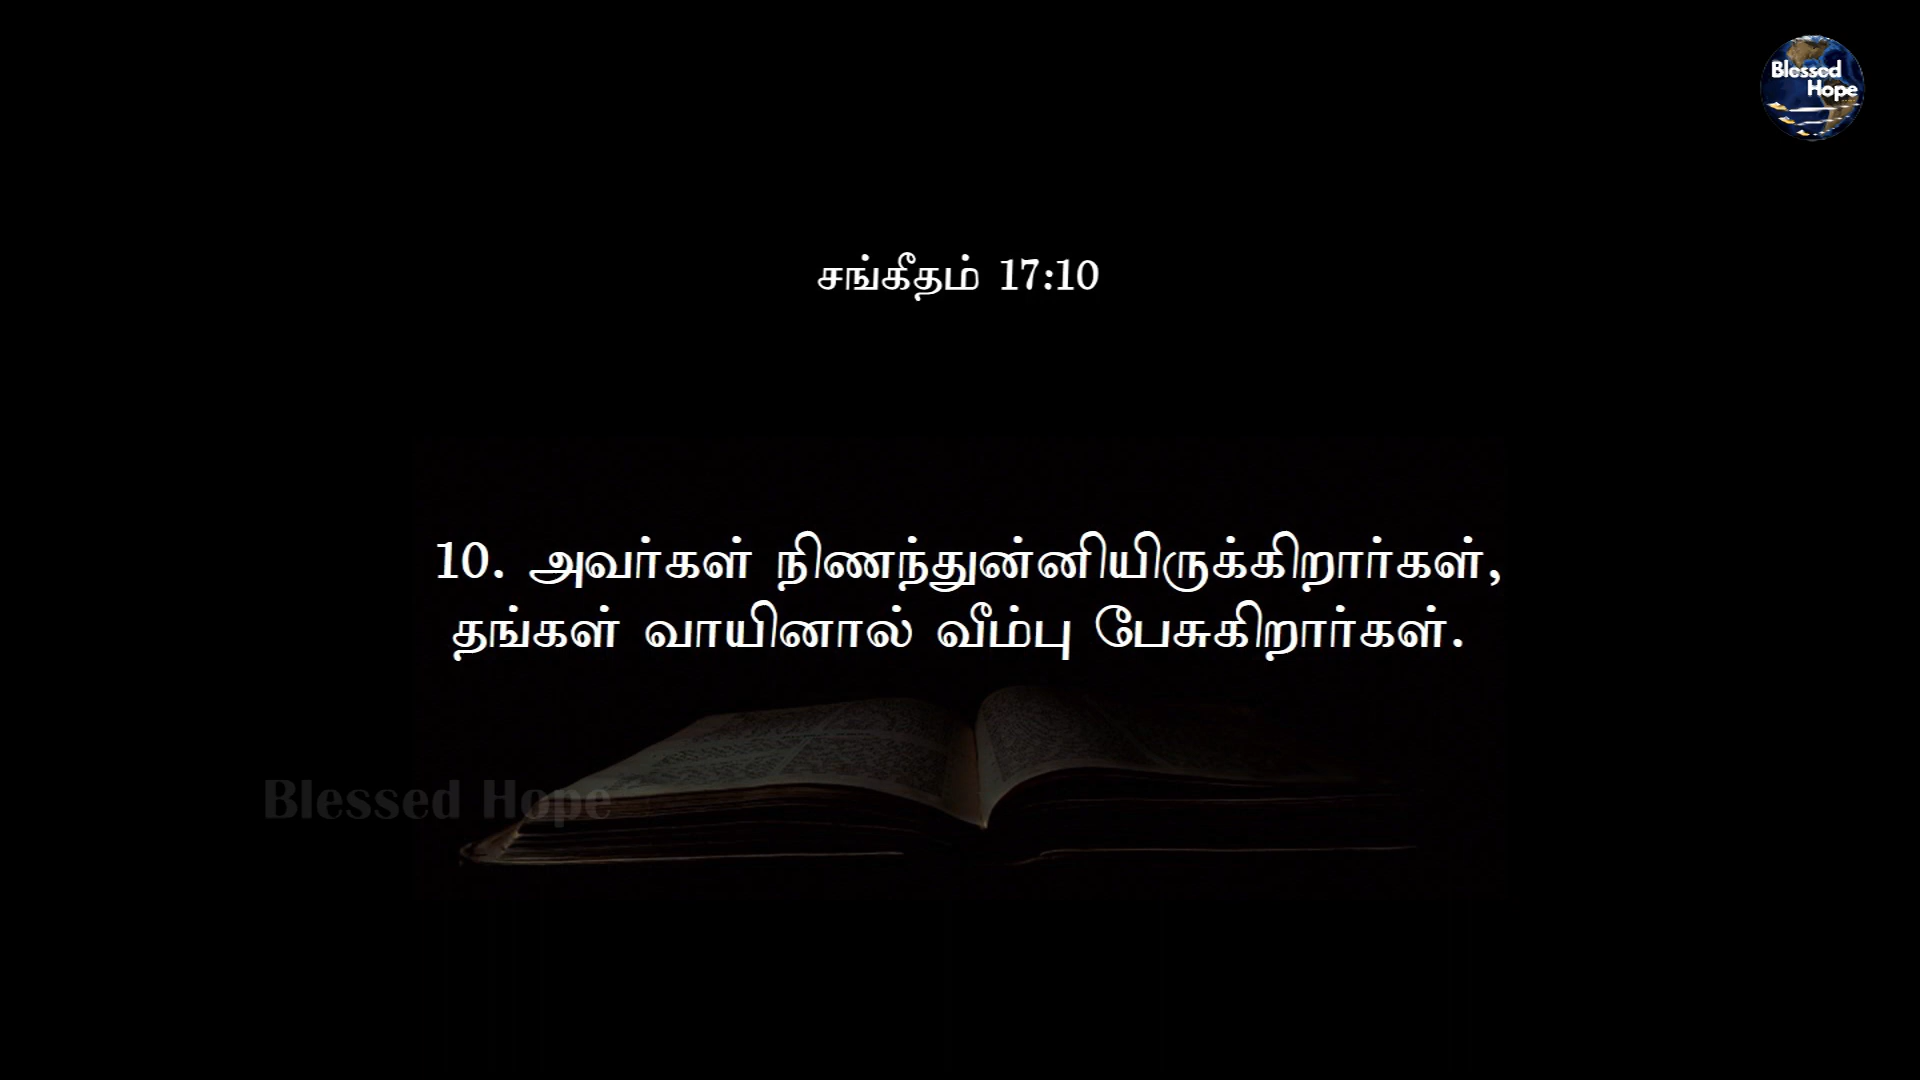 Blessed
Hope
சங்கீதம் 17:10
10. அவர்கள் நிணந்துன்னியிருக்கிறார்கள்,
தங்கள் வாயினால் வீம்பு பேசுகிறார்கள்.
Blessed Hope